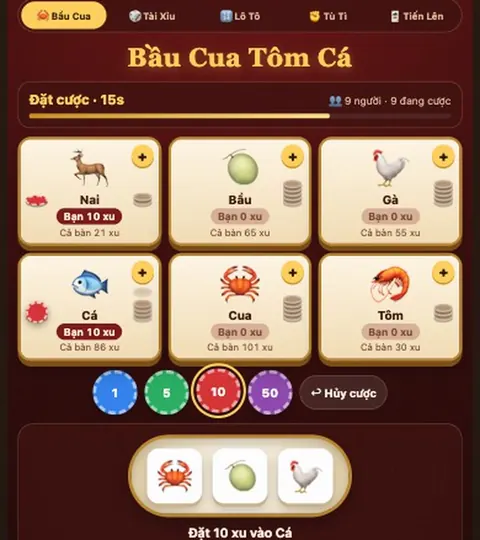 Bầu Cua Tài Xỉu Lô Tô Tù Tì Tiến Lên
Bầu Cua Tôm Cá
Đặt cược · 15s 9 người · 9 đang cược
+ + +
Nai Bầu Gà
Bạn 10 xu Bạn 0 xu Bạn 0 xu
Cả bàn 21 xu Cả bàn 65 xu Cả bàn 55 xu
+ + +
Cá Cua Tôm
Bạn 10 xu Bạn 0 xu Bạn 0 xu
Cả bàn 86 xu Cả bàn 101 xu Cả bàn 30 xu
1 5 10 50 ↩ Hủy cược
Đặt 10 xu vào Cá